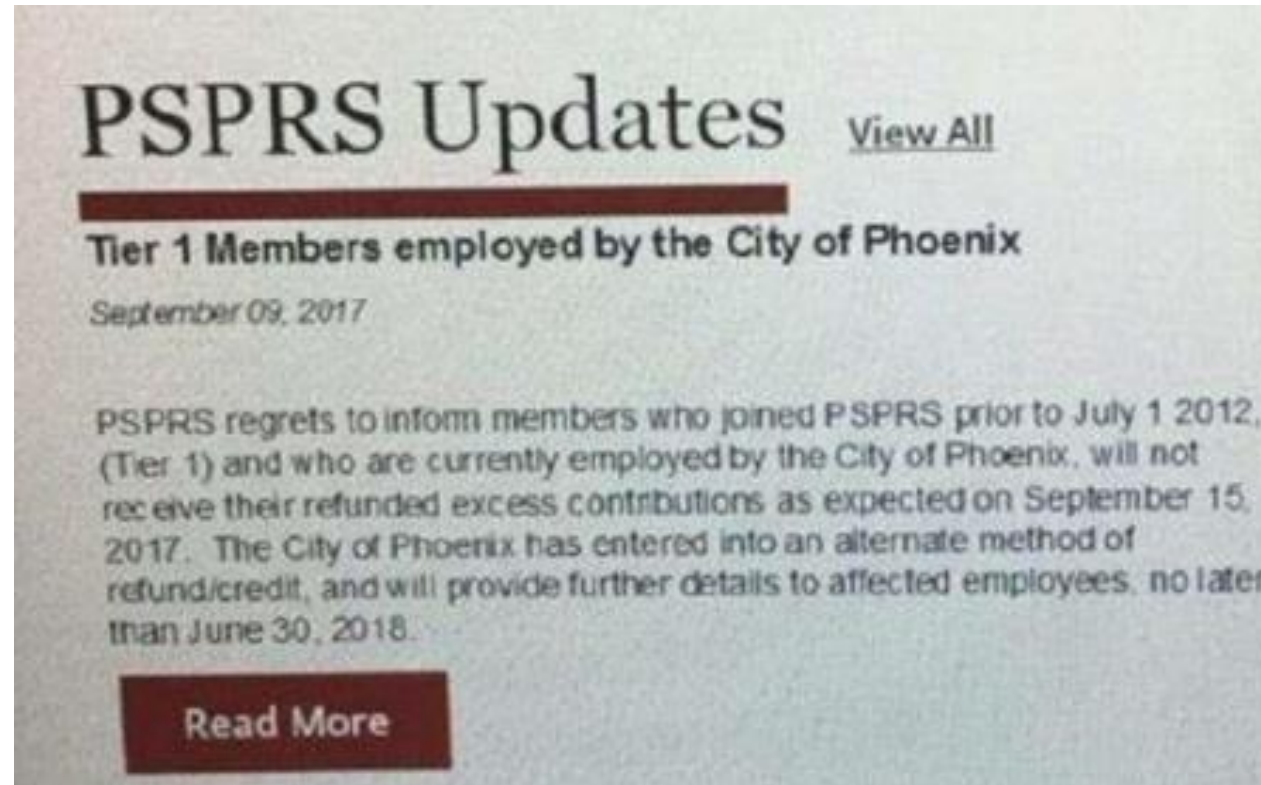 PSPRS Updates View All
Tier 1 Members employed by the City of Phoenix
September 09, 2017
PSPRS regrets to inform members who joined PSPRS prior to July 1 2012,
(Tier 1) and who are currently employed by the City of Phoenix, will not
receive their refunded excess contributions as expected on September 15,
2017. The City of Phoenix has entered into an alternate method of
refund/credit, and will provide further details to affected employees, no later
than June 30, 2018.
Read More